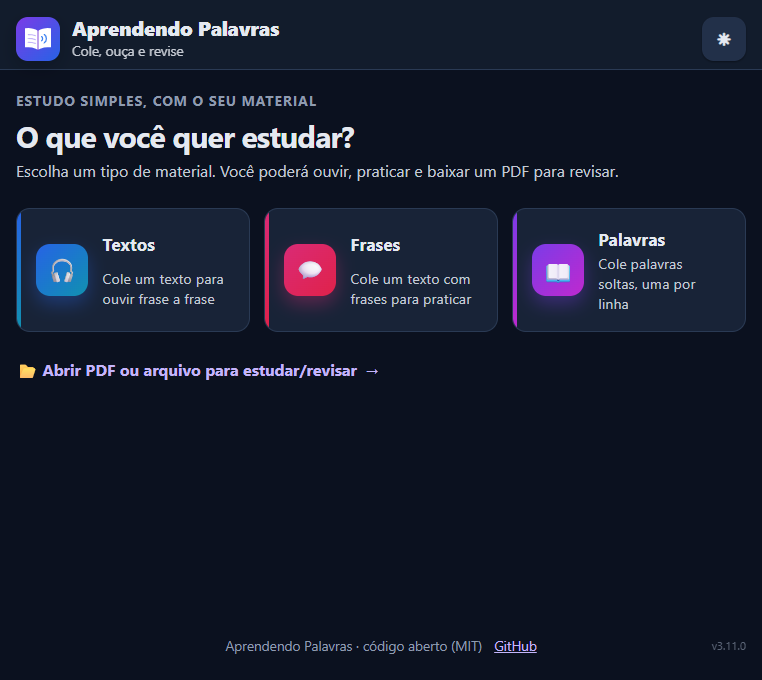 Aprendendo Palavras
Cole, ouça e revise
ESTUDO SIMPLES, COM O SEU MATERIAL
O que você quer estudar?
Escolha um tipo de material. Você poderá ouvir, praticar e baixar um PDF para revisar.
Textos
Cole um texto para
ouvir frase a frase
Frases
Cole um texto com
frases para praticar
Palavras
Cole palavras
soltas, uma por
linha
Abrir PDF ou arquivo para estudar/revisar →
Aprendendo Palavras · código aberto (MIT) GitHub
v3.11.0